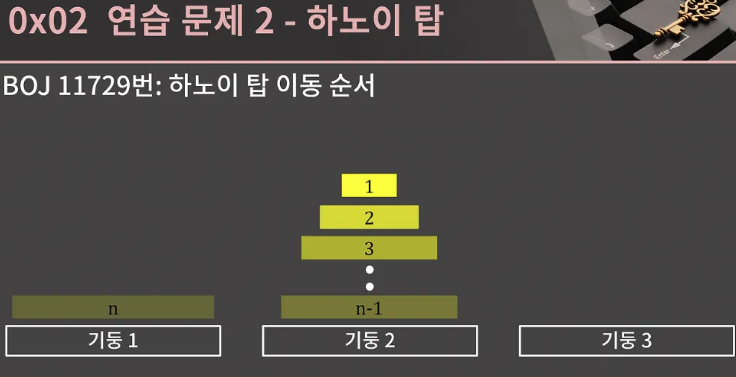 0x02 연습 문제 2 - 하노이 탑
Enter
BOJ 11729번: 하노이 탑 이동 순서
1
2
3
n
n-1
기둥 1
기둥 2
기둥 3